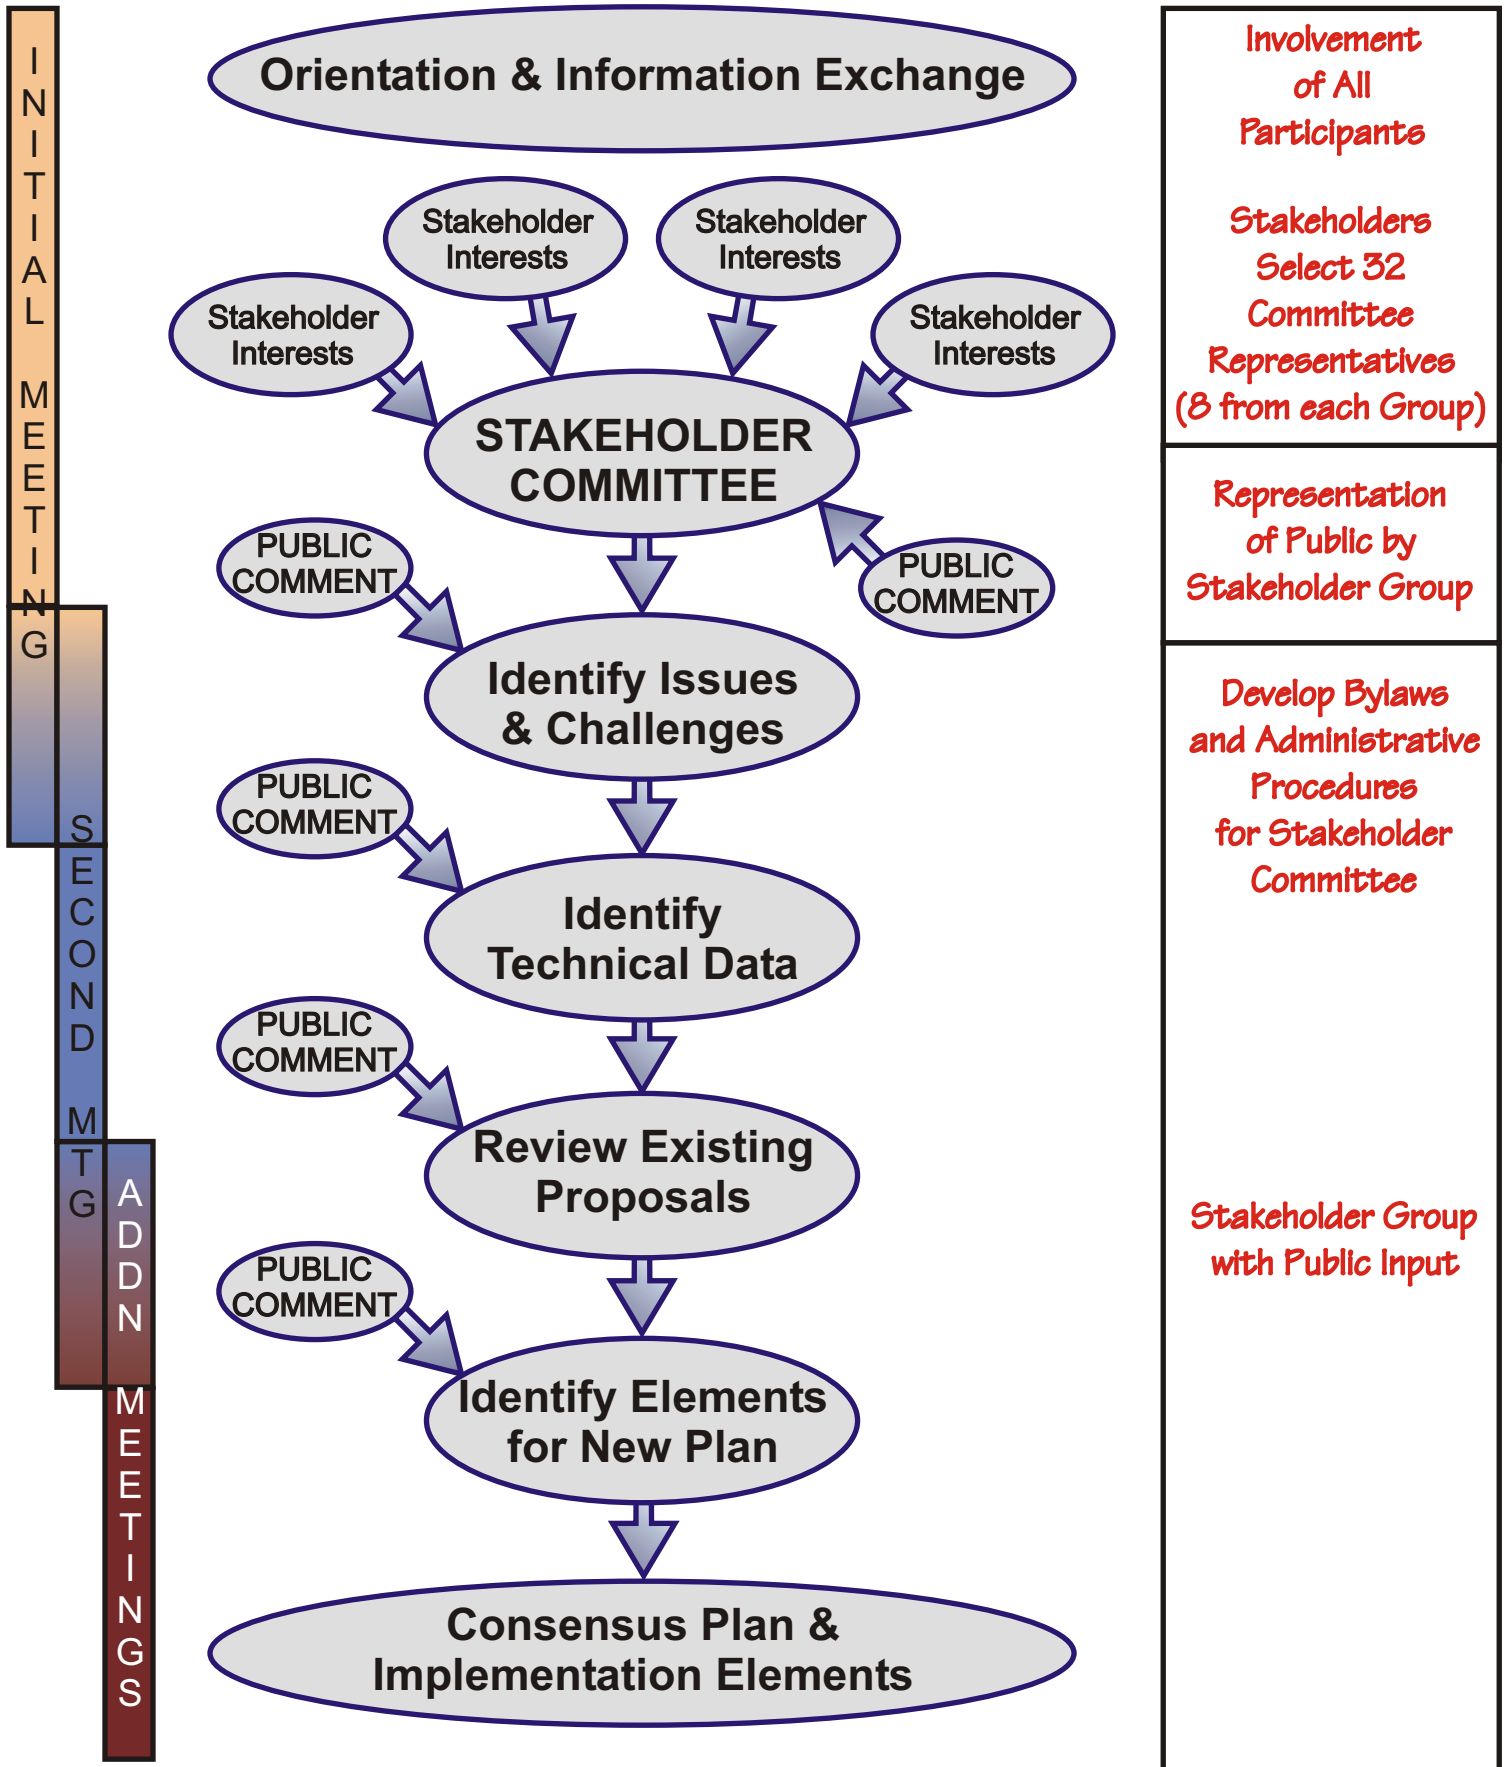 INITIAL MEETING
SECOND MTG
ADDN MEETINGS
Orientation & Information Exchange
Stakeholder
Interests
Stakeholder
Interests
Stakeholder
Interests
Stakeholder
Interests
STAKEHOLDER
COMMITTEE
PUBLIC
COMMENT
PUBLIC
COMMENT
Identify Issues
& Challenges
PUBLIC
COMMENT
Identify
Technical Data
PUBLIC
COMMENT
Review Existing
Proposals
PUBLIC
COMMENT
Identify Elements
for New Plan
Consensus Plan &
Implementation Elements
Involvement
of All
Participants
Stakeholders
Select 32
Committee
Representatives
(8 from each Group)
Representation
of Public by
Stakeholder Group
Develop Bylaws
and Administrative
Procedures
for Stakeholder
Committee
Stakeholder Group
with Public Input